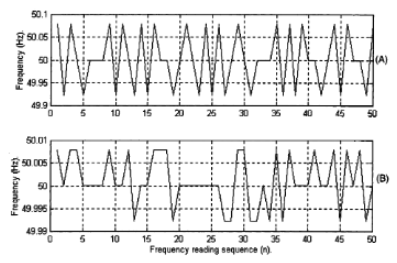 50.1
50.05
50
49.95
49.9
Frequency (Hz).
0 5 10 15 20 25 30 35 40 45 50
(A)
50.01
50.005
50
49.995
49.99
Frequency (Hz).
0 5 10 15 20 25 30 35 40 45 50
(B)
Frequency reading sequence (n).